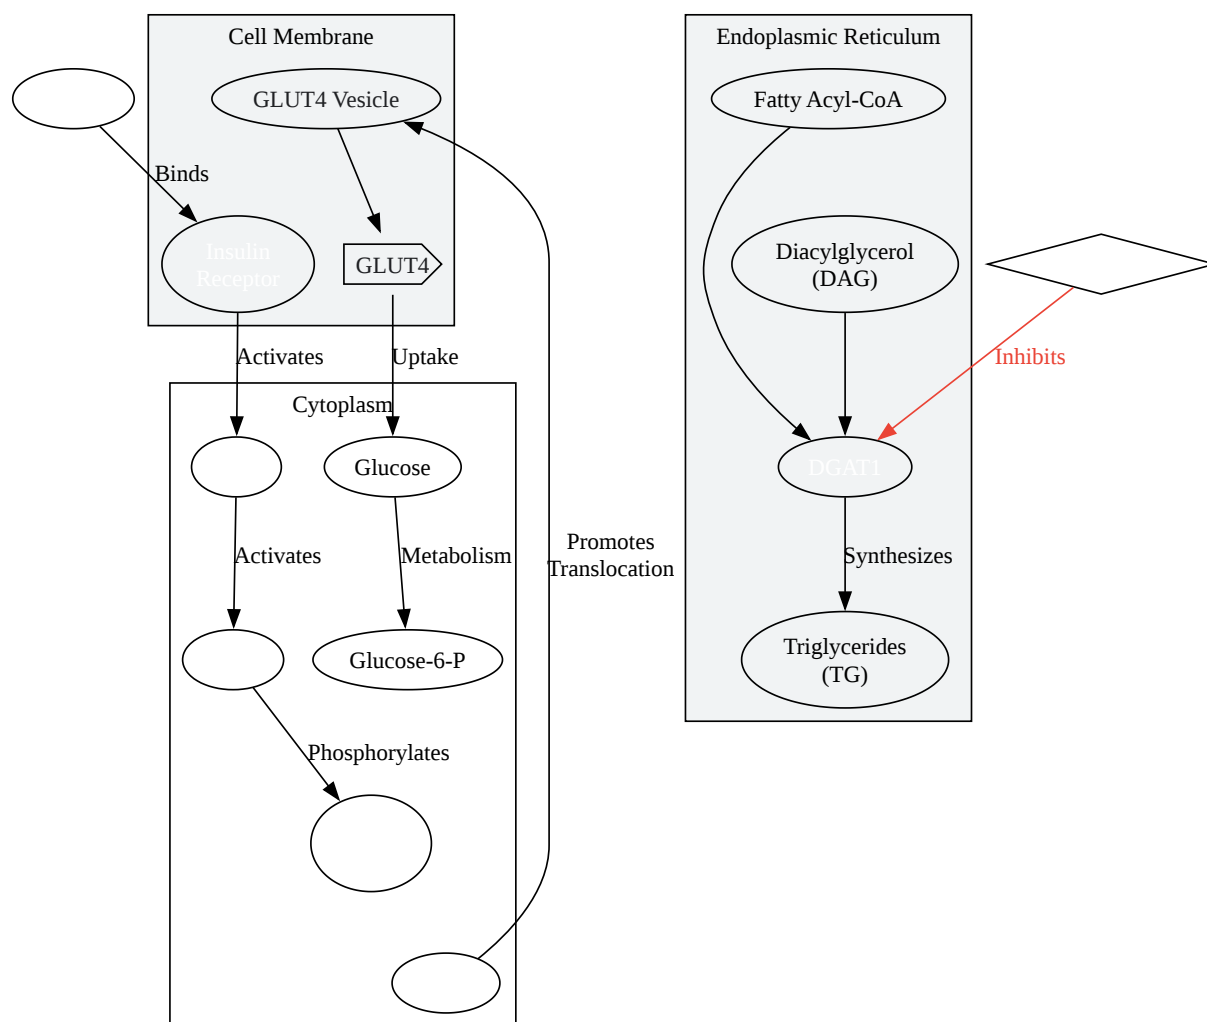 Cell Membrane
Endoplasmic Reticulum
GLUT4 Vesicle
Fatty Acyl-CoA
Binds
Insulin
Receptor
GLUT4
Diacylglycerol
(DAG)
Activates
Uptake
Inhibits
Cytoplasm
Glucose
DGAT1
Activates
Metabolism
Promotes
Translocation
Synthesizes
Glucose-6-P
Triglycerides
(TG)
Phosphorylates